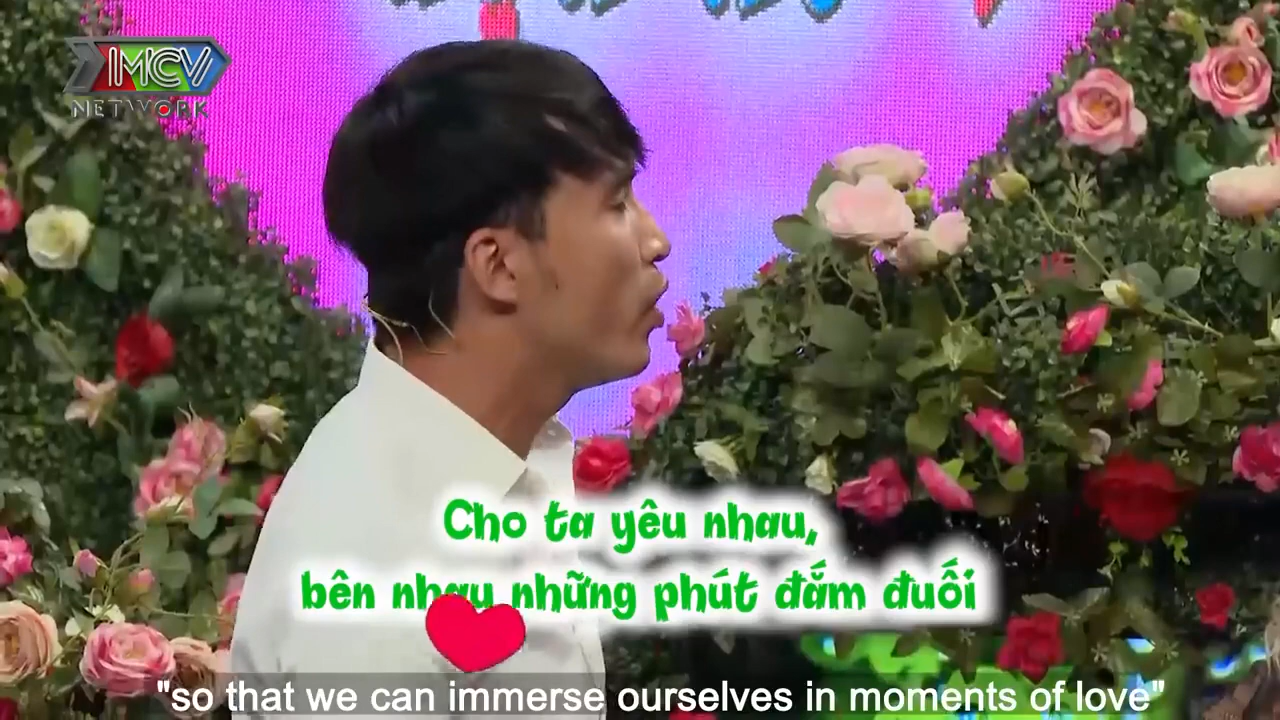 MCV
NETWORK
Cho ta yêu nhau,
bên nhau những phút đắm đuối
"so that we can immerse ourselves in moments of love"